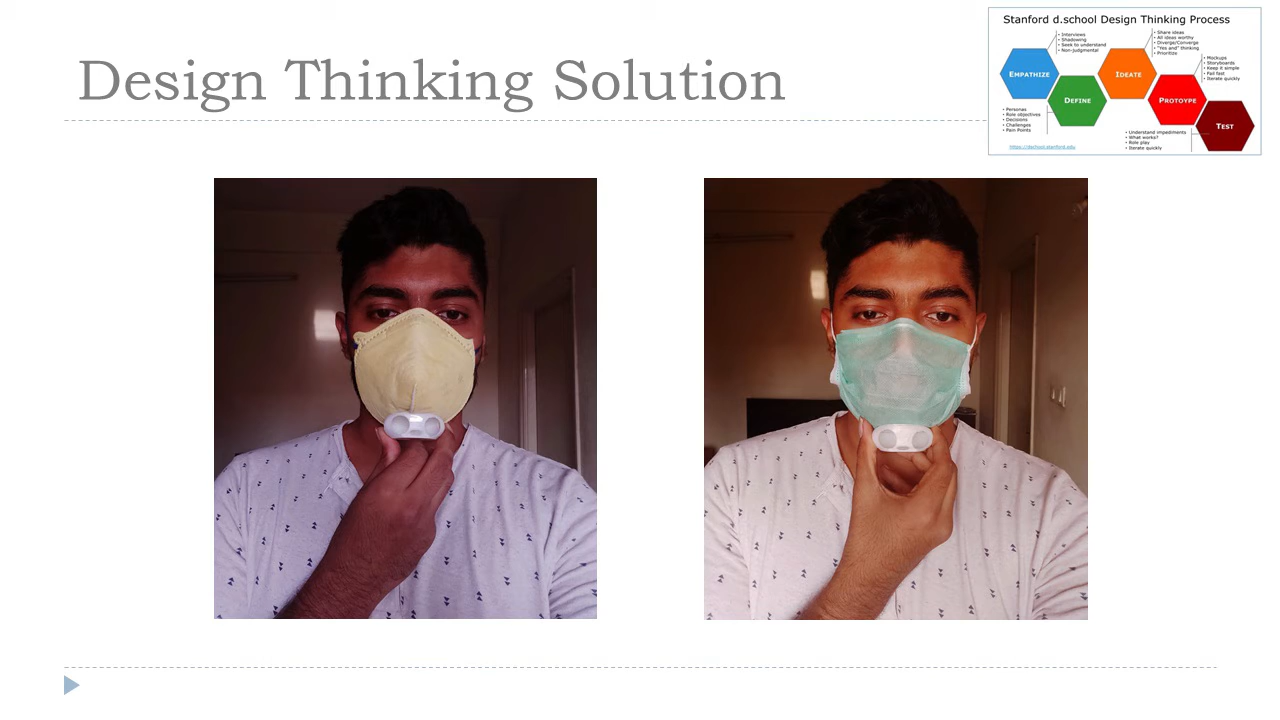 Design Thinking Solution
Stanford d.school Design Thinking Process
• Interviews
• Shadowing
• Seek to understand
• Non-judgmental
• Share ideas
• All ideas worthy
• Diverge/Converge
• "Yes and" thinking
• Prioritize
• Mockups
• Storyboards
• Keep it simple
• Fail fast
• Iterate quickly
EMPATHIZE
DEFINE
IDEATE
PROTOYPE
TEST
• Personas
• Role objectives
• Decisions
• Challenges
• Pain Points
• Understand impediments
• What works?
• Role play
• Iterate quickly
https://dschool.stanford.edu